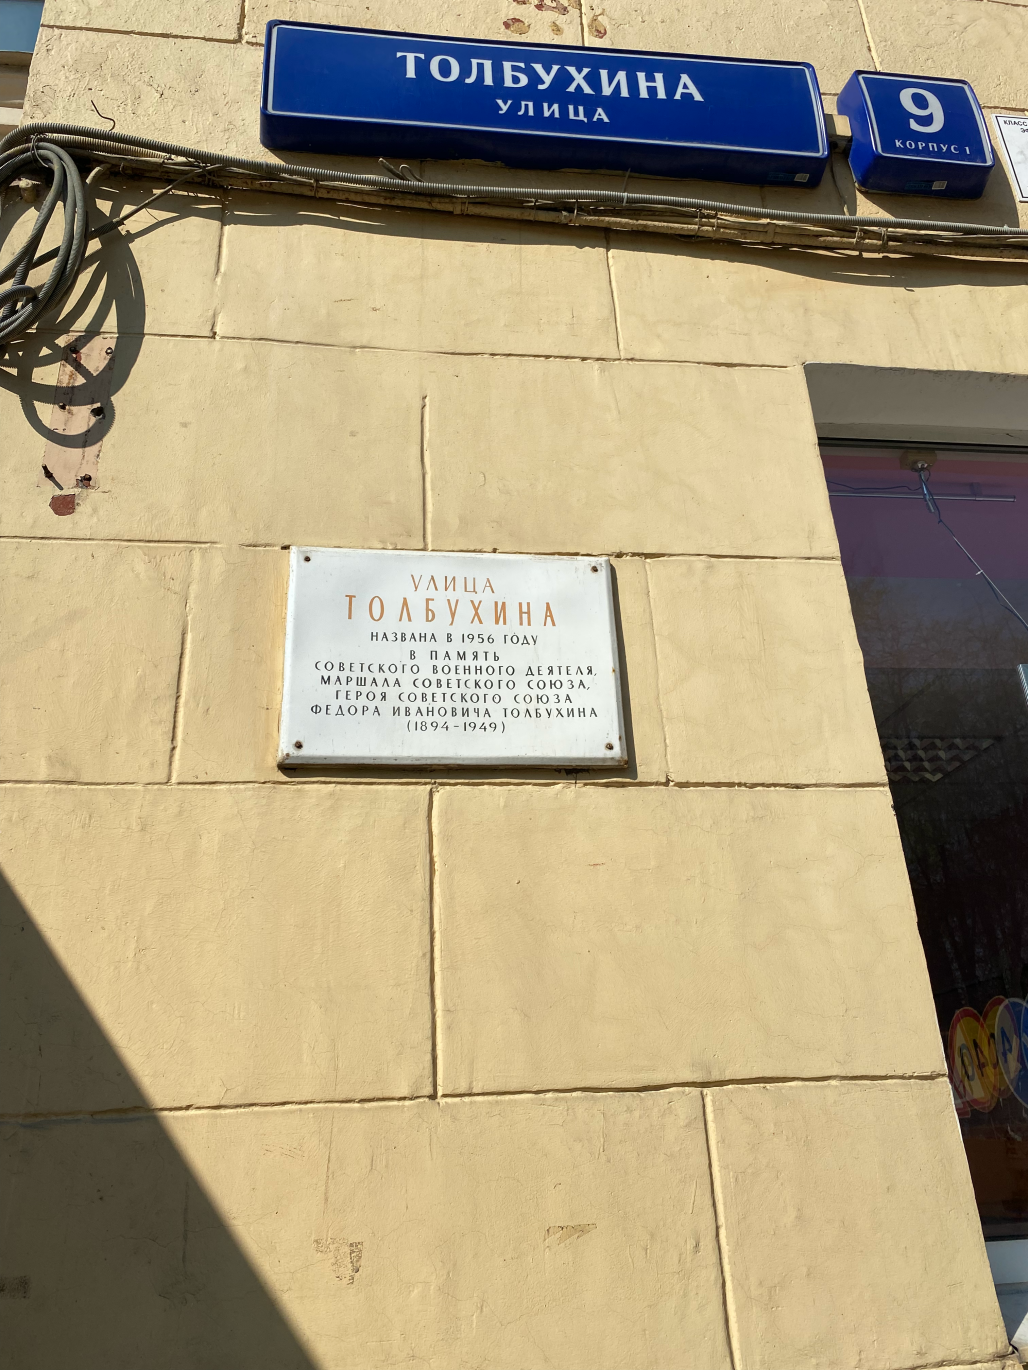 ТОЛБУХИНА
УЛИЦА
9
КОРПУС 1
КЛАСС
УЛИЦА
ТОЛБУХИНА
НАЗВАНА В 1956 ГОДУ
В ПАМЯТЬ
СОВЕТСКОГО ВОЕННОГО ДЕЯТЕЛЯ,
МАРШАЛА СОВЕТСКОГО СОЮЗА,
ГЕРОЯ СОВЕТСКОГО СОЮЗА
ФЕДОРА ИВАНОВИЧА ТОЛБУХИНА
(1894-1949)